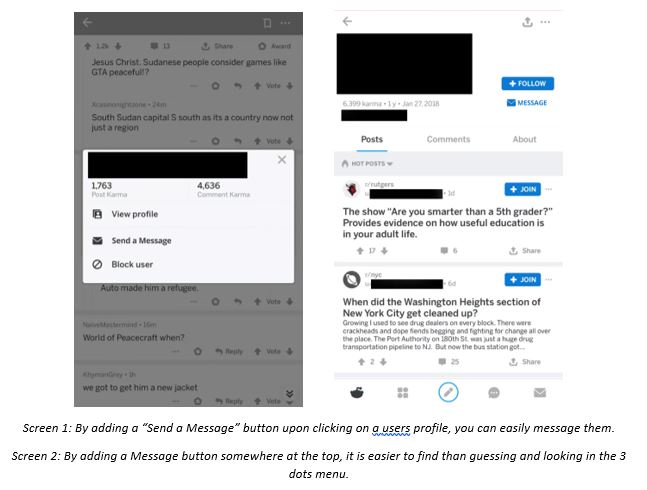 1.2k 13 Share Award
Jesus Christ. Sudanese people consider games like
GTA peaceful!?
Vote
Xcasinonightzone • 24m
South Sudan capital S south as its a country now not
just a region
Vote
1,763 4,636
Post Karma Comment Karma
View profile
Send a Message
Block user
Auto made him a refugee.
Vote
NaiveMastermind • 16m
World of Peacecraft when?
Reply Vote
KhymanGrey • 1h
we got to get him a new jacket
Reply Vote
+ FOLLOW
6,399 karma • 1y • Jan 27, 2018
MESSAGE
Posts Comments About
HOT POSTS
r/rutgers
• 1d
+ JOIN
The show "Are you smarter than a 5th grader?"
Provides evidence on how useful education is
in your adult life.
17 6 Share
r/nyc
• 6d
+ JOIN
When did the Washington Heights section of
New York City get cleaned up?
Growing I used to see drug dealers on every block. There were
crackheads and dope fiends begging and fighting for change all over
the place. The Port Authority on 180th St. was just a huge drug
transportation pipeline to NJ. But now the bus station got...
2 25 Share
Screen 1: By adding a “Send a Message” button upon clicking on a users profile, you can easily message them.
Screen 2: By adding a Message button somewhere at the top, it is easier to find than guessing and looking in the 3
dots menu.